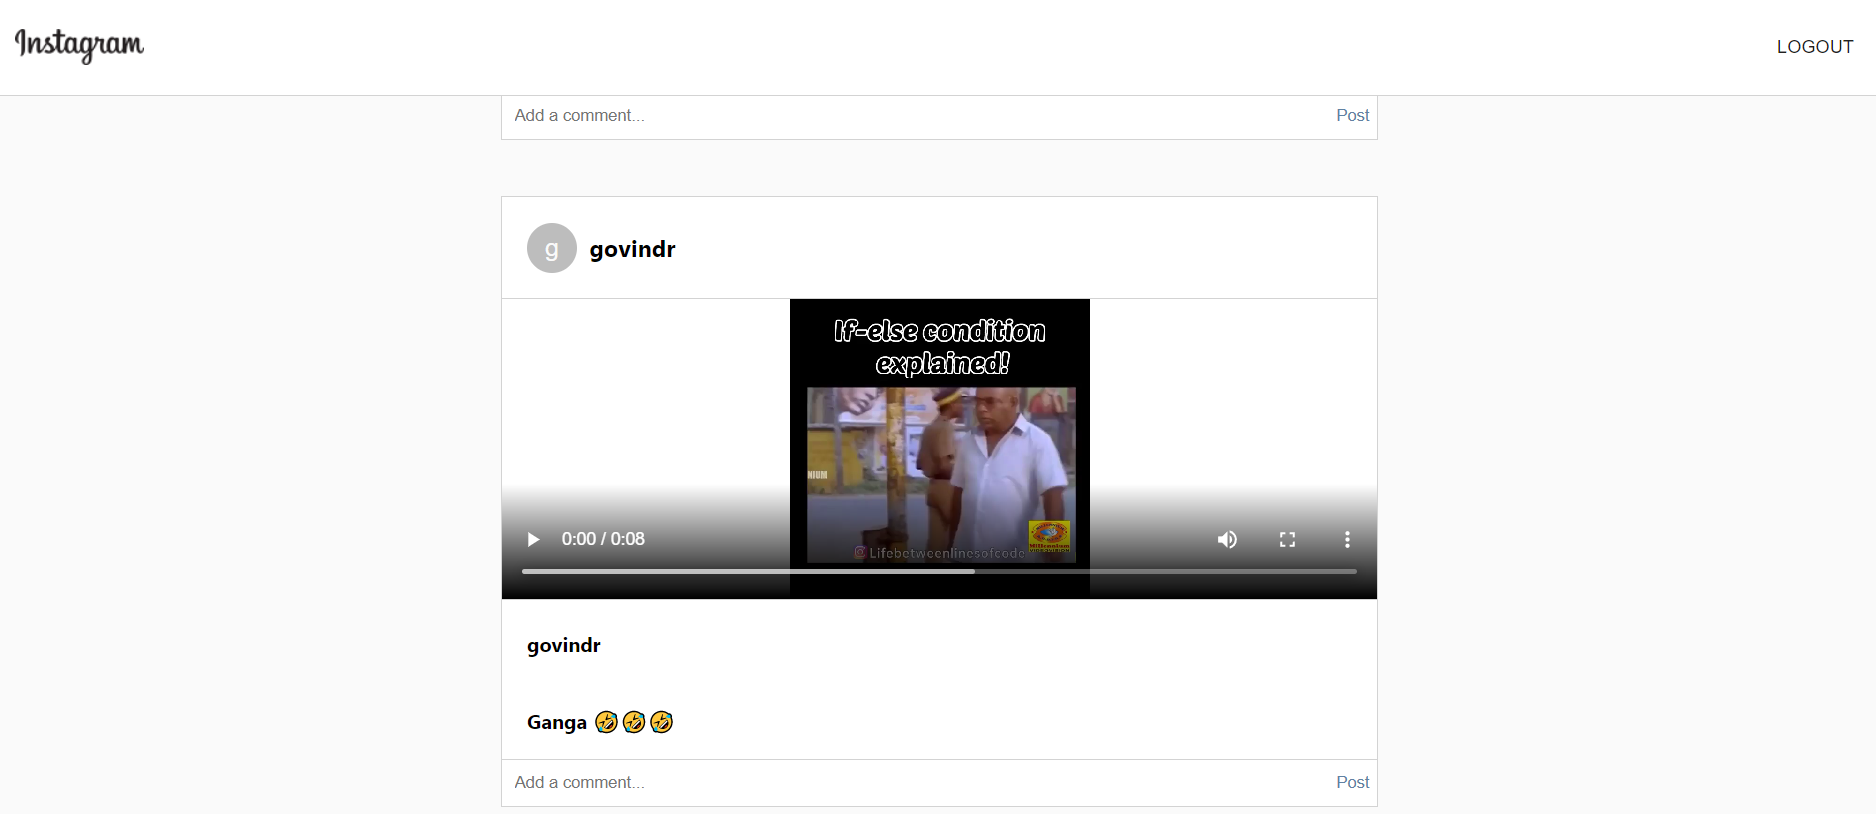 Instagram
LOGOUT
Add a comment...
Post
g
govindr
If-else condition
explained!
NIUM
Lifebetweenlinesofcode
0:00 / 0:08
govindr
Ganga 🤣🤣🤣
Add a comment...
Post